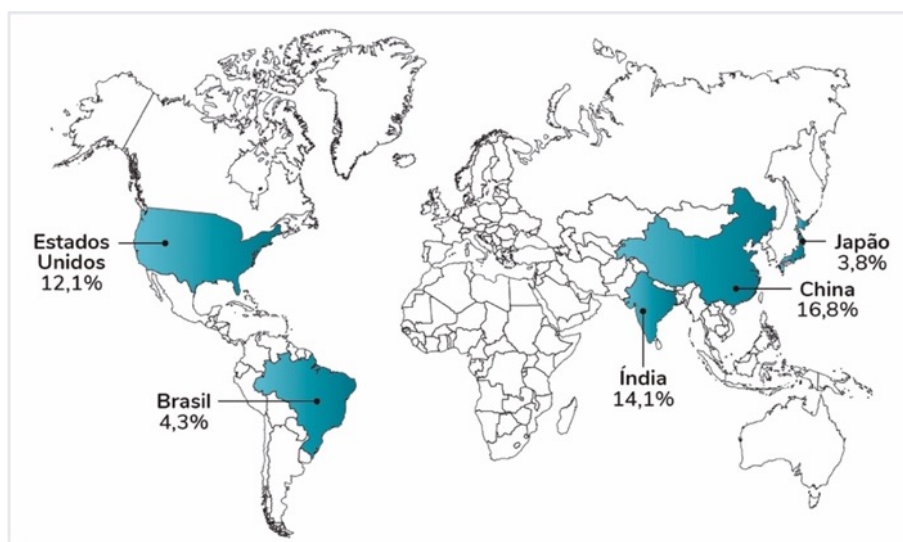 Estados
Unidos
12,1%
Brasil
4,3%
Japão
3,8%
China
16,8%
Índia
14,1%